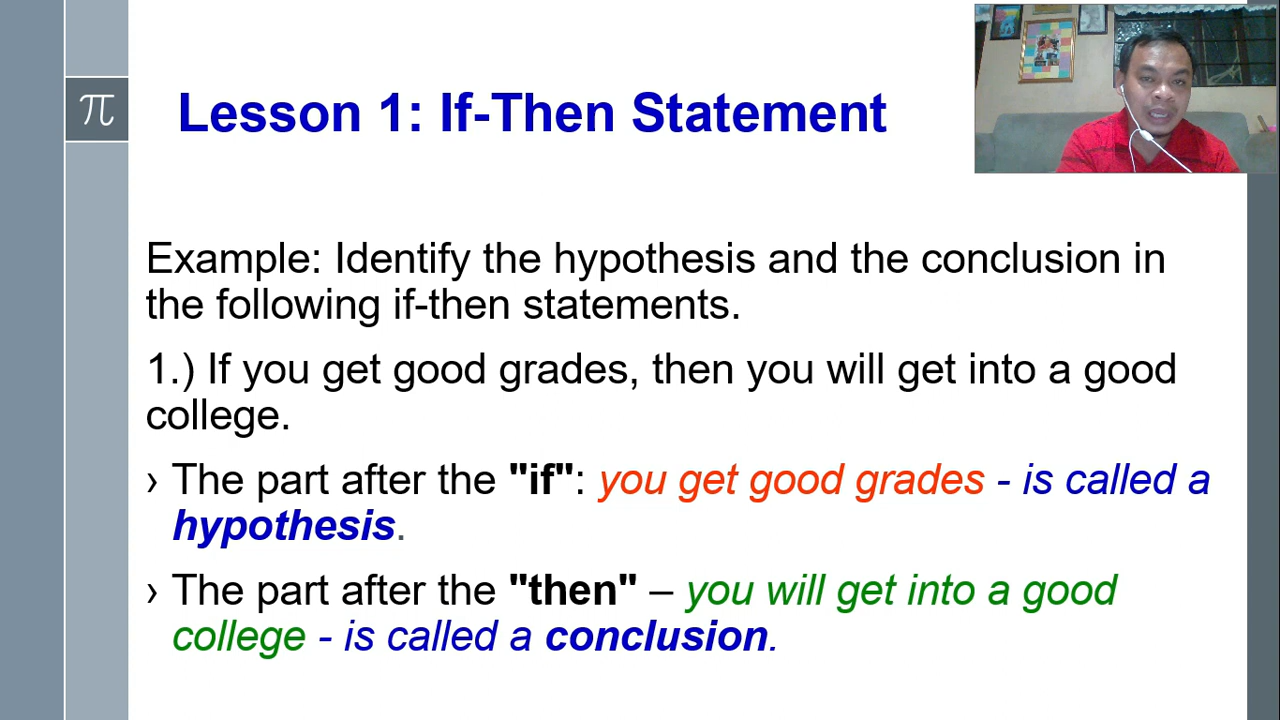 π
Lesson 1: If-Then Statement
Example: Identify the hypothesis and the conclusion in
the following if-then statements.
1.) If you get good grades, then you will get into a good
college.
› The part after the "if": you get good grades - is called a
hypothesis.
› The part after the "then" – you will get into a good
college - is called a conclusion.